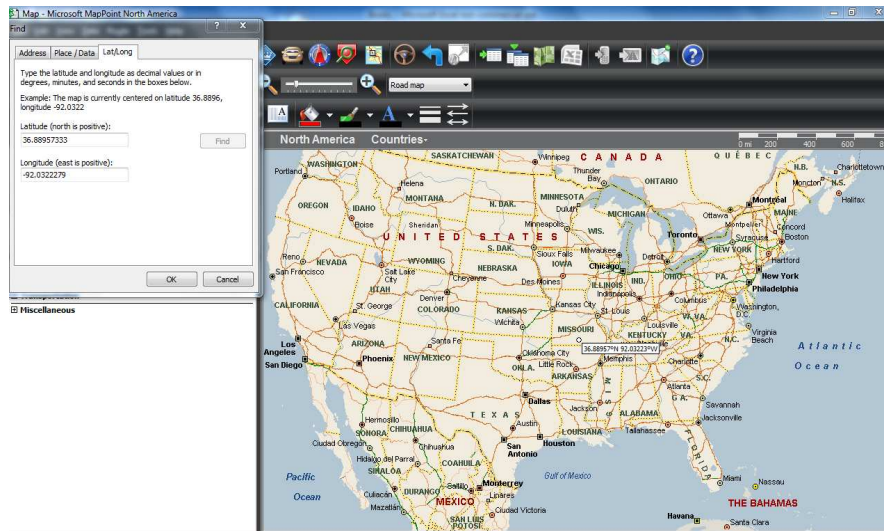 Map - Microsoft MapPoint North America
Find
Address
Place / Data
Lat/Long
Type the latitude and longitude as decimal values or in
degrees, minutes, and seconds in the boxes below.
Example: The map is currently centered on latitude 36.8896,
longitude -92.0322
Latitude (north is positive):
36.88957333
Find
Longitude (east is positive):
-92.0322279
OK
Cancel
Miscellaneous
Road map
A
North America Countries-
0 mi 200 400 600
SASKATCHEWAN
Winnipeg
CANADA
QUÉBEC
WASHINGTON
Portland
Thunder
Bay
ONTARIO
N.B.
Charlottetown
Moncton
N.S.
Halifax
Helena
MONTANA
N. DAK.
MINNESOTA
Duluth
MICHIGAN
Ottawa
Montréal
MAINE
OREGON
IDAHO
Boise
Sheridan
Minneapolis
WIS.
Toronto
Montpelier
Concord
Boston
UNITED STATES
S. DAK.
Sioux Falls
Milwaukee
Detroit
Syracuse
NEW YORK
Hartford
Reno
NEVADA
WYOMING
IOWA
Chicago
San Francisco
Salt Lake
City
Cheyenne
NEBRASKA
Des Moines
ILLINOIS
IND.
OHIO
PA.
New York
Philadelphia
UTAH
Denver
COLORADO
Indianapolis
Columbus
Washington,
D.C.
CALIFORNIA
St. George
KANSAS
Kansas City
St. Louis
W. VA.
Las Vegas
Wichita
MISSOURI
Louisville
KENTUCKY
VA.
Virginia
Beach
Los
Angeles
ARIZONA
Santa Fe
36.88957°N 92.03223°W
N.C.
Atlantic
Ocean
San Diego
Phoenix
NEW MEXICO
Oklahoma City
OKLA.
Little Rock
Memphis
Charlotte
ARKANSAS
Atlanta
S.C.
Dallas
MISS.
GA.
Savannah
TEXAS
Jackson
ALABAMA
Jacksonville
Hermosillo
SONORA
CHIHUAHUA
Austin
LOUISIANA
Tallahassee
Ciudad Obregon
Chihuahua
San
Antonio
Houston
FLORIDA
Hidalgo del Parral
COAHUILA
SINALOA
Pacific
Ocean
Gulf of Mexico
Miami
Nassau
Culiacán
DURANGO
Saltillo
Monterrey
Linares
MEXICO
THE BAHAMAS
Mazatlán
Ciudad Victoria
Havana
SAN LUIS
POTOSÍ
Santa Clara